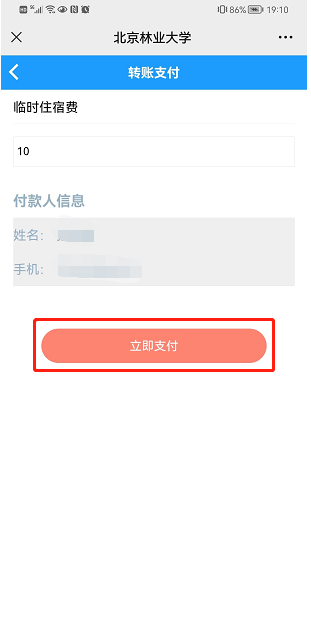 86% 19:10
北京林业大学
转账支付
临时住宿费
10
付款人信息
姓名：
手机：
立即支付